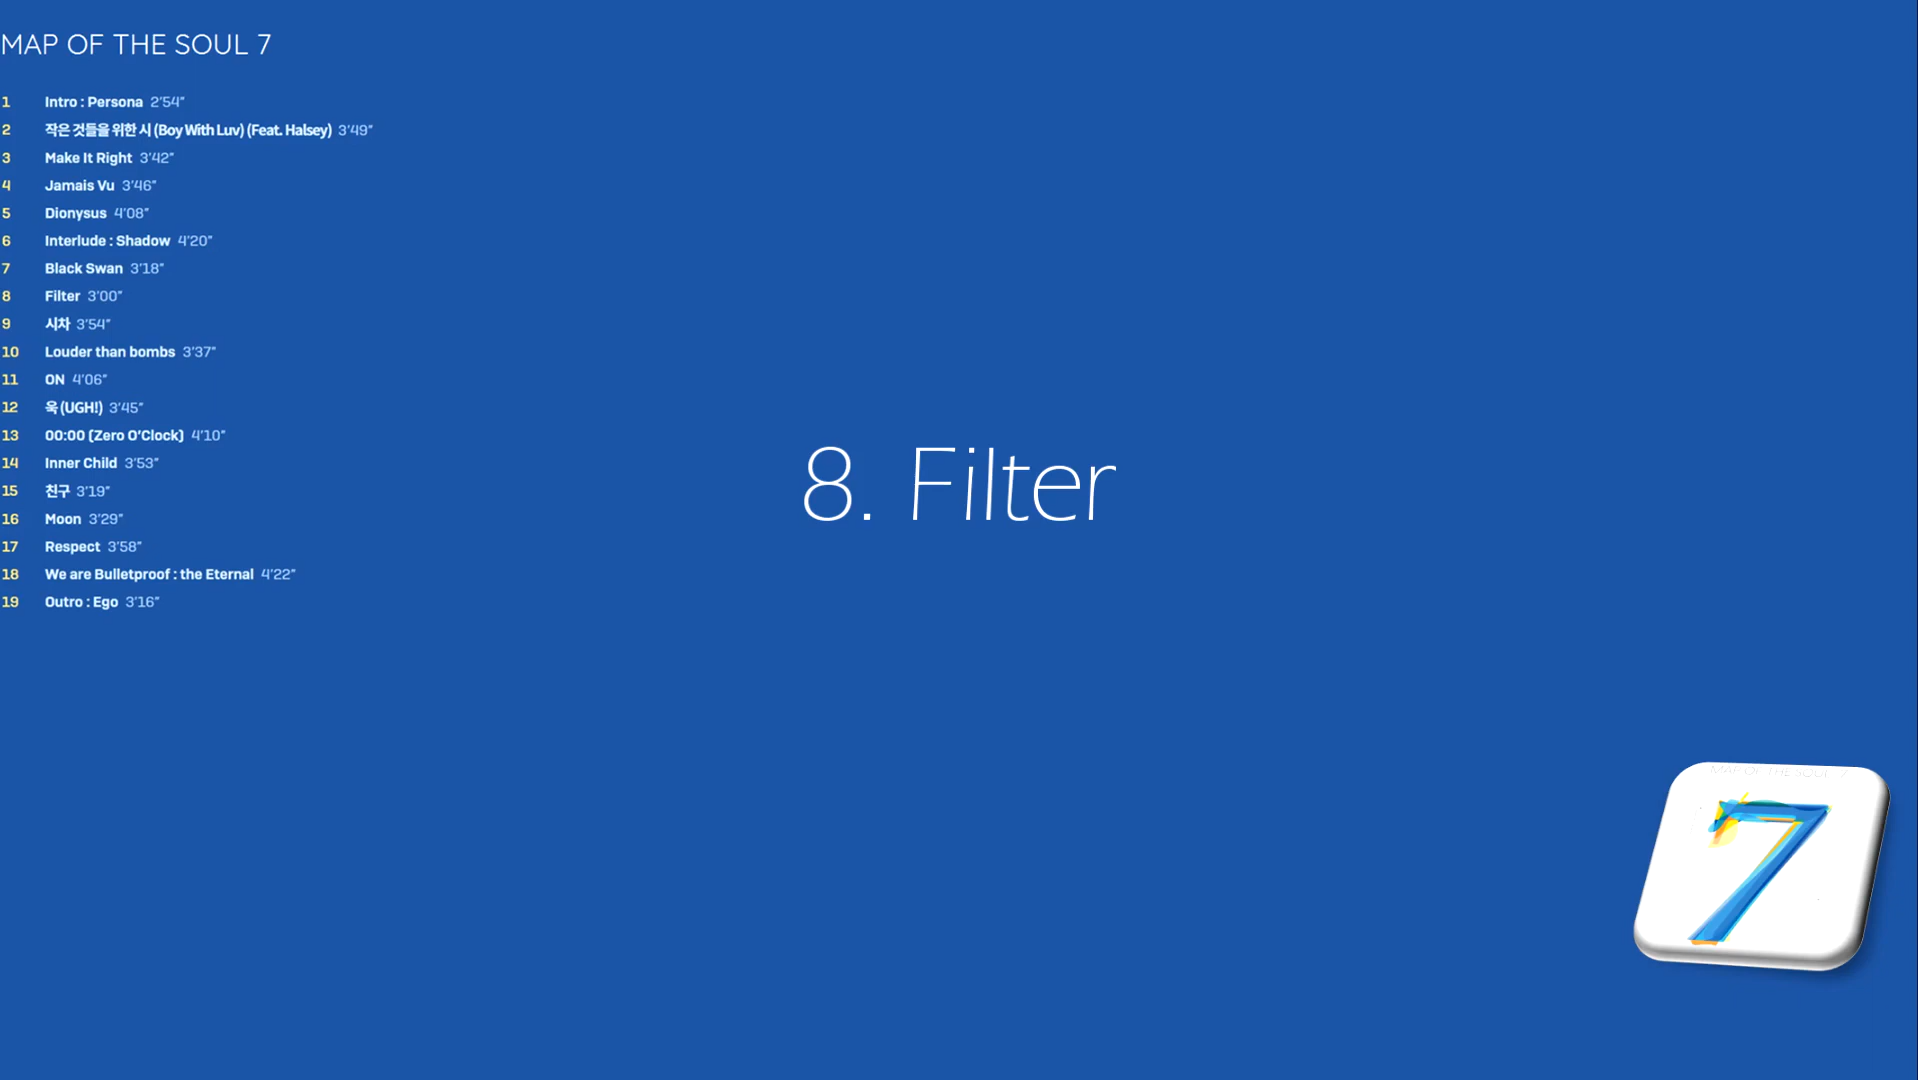 MAP OF THE SOUL 7
1 Intro : Persona 2'54"
2 작은 것들을 위한 시 (Boy With Luv) (Feat. Halsey) 3'49"
3 Make It Right 3'42"
4 Jamais Vu 3'46"
5 Dionysus 4'08"
6 Interlude : Shadow 4'20"
7 Black Swan 3'18"
8 Filter 3'00"
9 시차 3'54"
10 Louder than bombs 3'37"
11 ON 4'06"
12 욱 (UGH!) 3'45"
13 00:00 (Zero O'Clock) 4'10"
14 Inner Child 3'53"
15 친구 3'19"
16 Moon 3'29"
17 Respect 3'58"
18 We are Bulletproof : the Eternal 4'22"
19 Outro : Ego 3'16"
8. Filter
MAP OF THE SOUL 7
7